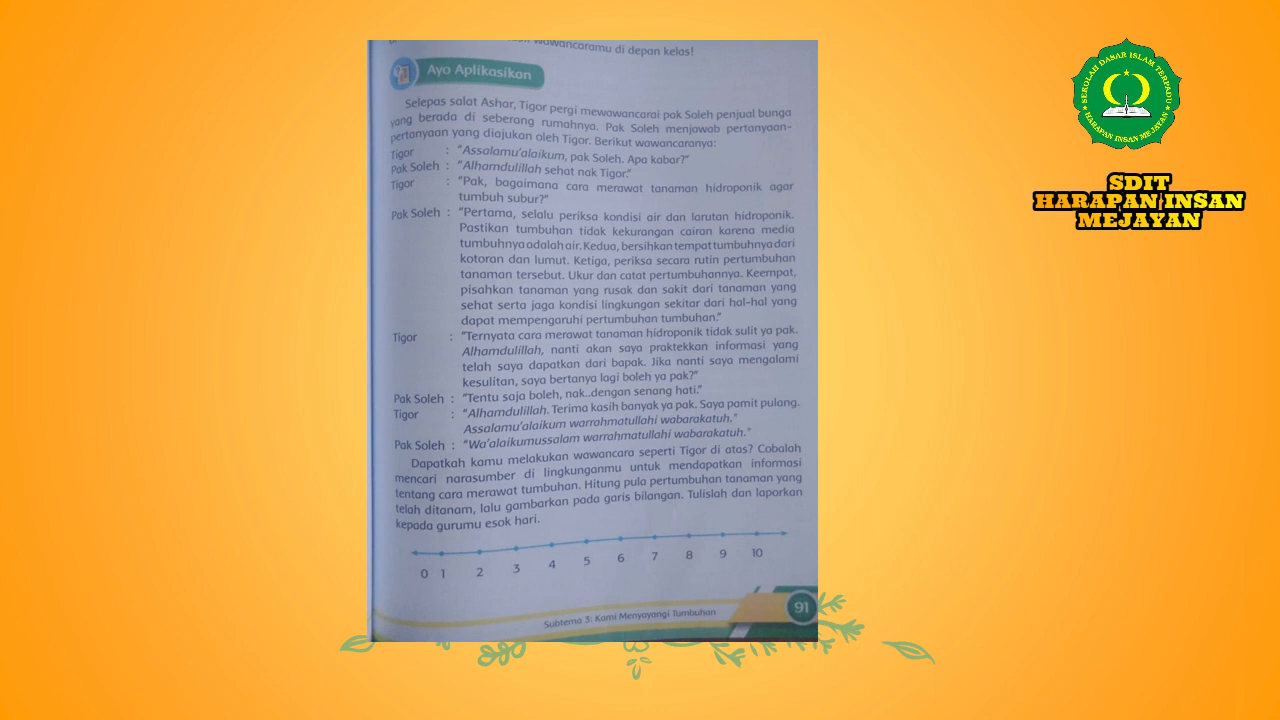 wawancaramu di depan kelas!
Ayo Aplikasikan
Selepas salat Ashar, Tigor pergi mewawancarai pak Soleh penjual bunga
yang berada di seberang rumahnya. Pak Soleh menjawab pertanyaan-
pertanyaan yang diajukan oleh Tigor. Berikut wawancaranya:
Tigor : "Assalamu'alaikum, pak Soleh. Apa kabar?"
Pak Soleh : "Alhamdulillah sehat nak Tigor."
Tigor : "Pak, bagaimana cara merawat tanaman hidroponik agar
tumbuh subur?"
Pak Soleh : "Pertama, selalu periksa kondisi air dan larutan hidroponik.
Pastikan tumbuhan tidak kekurangan cairan karena media
tumbuhnya adalah air. Kedua, bersihkan tempat tumbuhnya dari
kotoran dan lumut. Ketiga, periksa secara rutin pertumbuhan
tanaman tersebut. Ukur dan catat pertumbuhannya. Keempat,
pisahkan tanaman yang rusak dan sakit dari tanaman yang
sehat serta jaga kondisi lingkungan sekitar dari hal-hal yang
dapat mempengaruhi pertumbuhan tumbuhan."
Tigor : "Ternyata cara merawat tanaman hidroponik tidak sulit ya pak.
Alhamdulillah, nanti akan saya praktekkan informasi yang
telah saya dapatkan dari bapak. Jika nanti saya mengalami
kesulitan, saya bertanya lagi boleh ya pak?"
Pak Soleh : "Tentu saja boleh, nak..dengan senang hati."
Tigor : "Alhamdulillah. Terima kasih banyak ya pak. Saya pamit pulang.
Assalamu'alaikum warrahmatullahi wabarakatuh."
Pak Soleh : "Wa'alaikumussalam warrahmatullahi wabarakatuh."
Dapatkah kamu melakukan wawancara seperti Tigor di atas? Cobalah
mencari narasumber di lingkunganmu untuk mendapatkan informasi
tentang cara merawat tumbuhan. Hitung pula pertumbuhan tanaman yang
telah ditanam, lalu gambarkan pada garis bilangan. Tulislah dan laporkan
kepada gurumu esok hari.
0 1 2 3 4 5 6 7 8 9 10
Subtema 3: Kami Menyayangi Tumbuhan
91
SEKOLAH DASAR ISLAM TERPADU
HARAPAN INSAN MEJAYAN
SDIT
HARAPAN INSAN
MEJAYAN